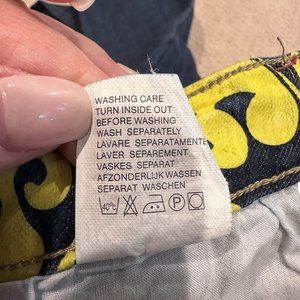 WASHING CARE
TURN INSIDE OUT
BEFORE WASHING
WASH SEPARATELY
LAVARE SEPARATAMENTE
LAVER SEPAREMENT
VASKES SEPARAT
AFZONDERLIJK WASSEN
SEPARAT WASCHEN
40°C P